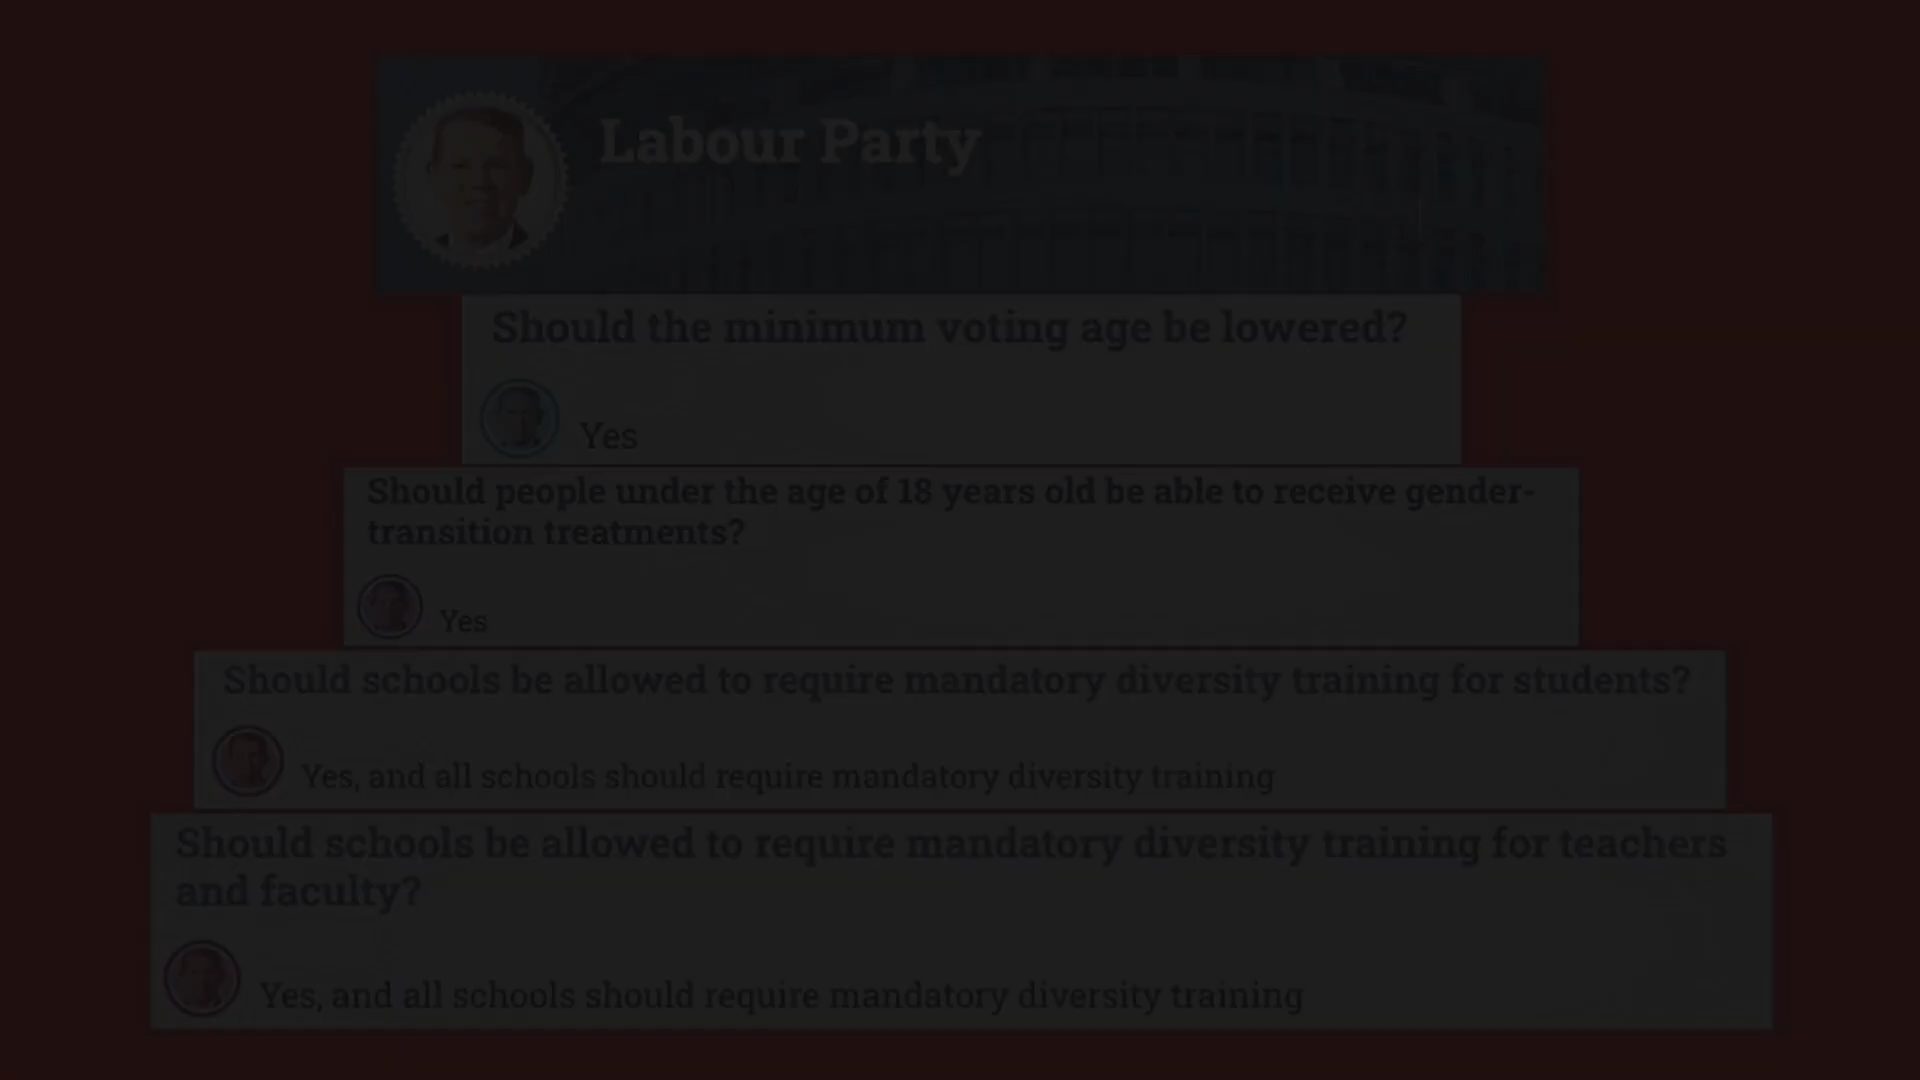 Labour Party
Should the minimum voting age be lowered?
Yes
Should people under the age of 18 years old be able to receive gender-
transition treatments?
Yes
Should schools be allowed to require mandatory diversity training for students?
Yes, and all schools should require mandatory diversity training
Should schools be allowed to require mandatory diversity training for teachers
and faculty?
Yes, and all schools should require mandatory diversity training